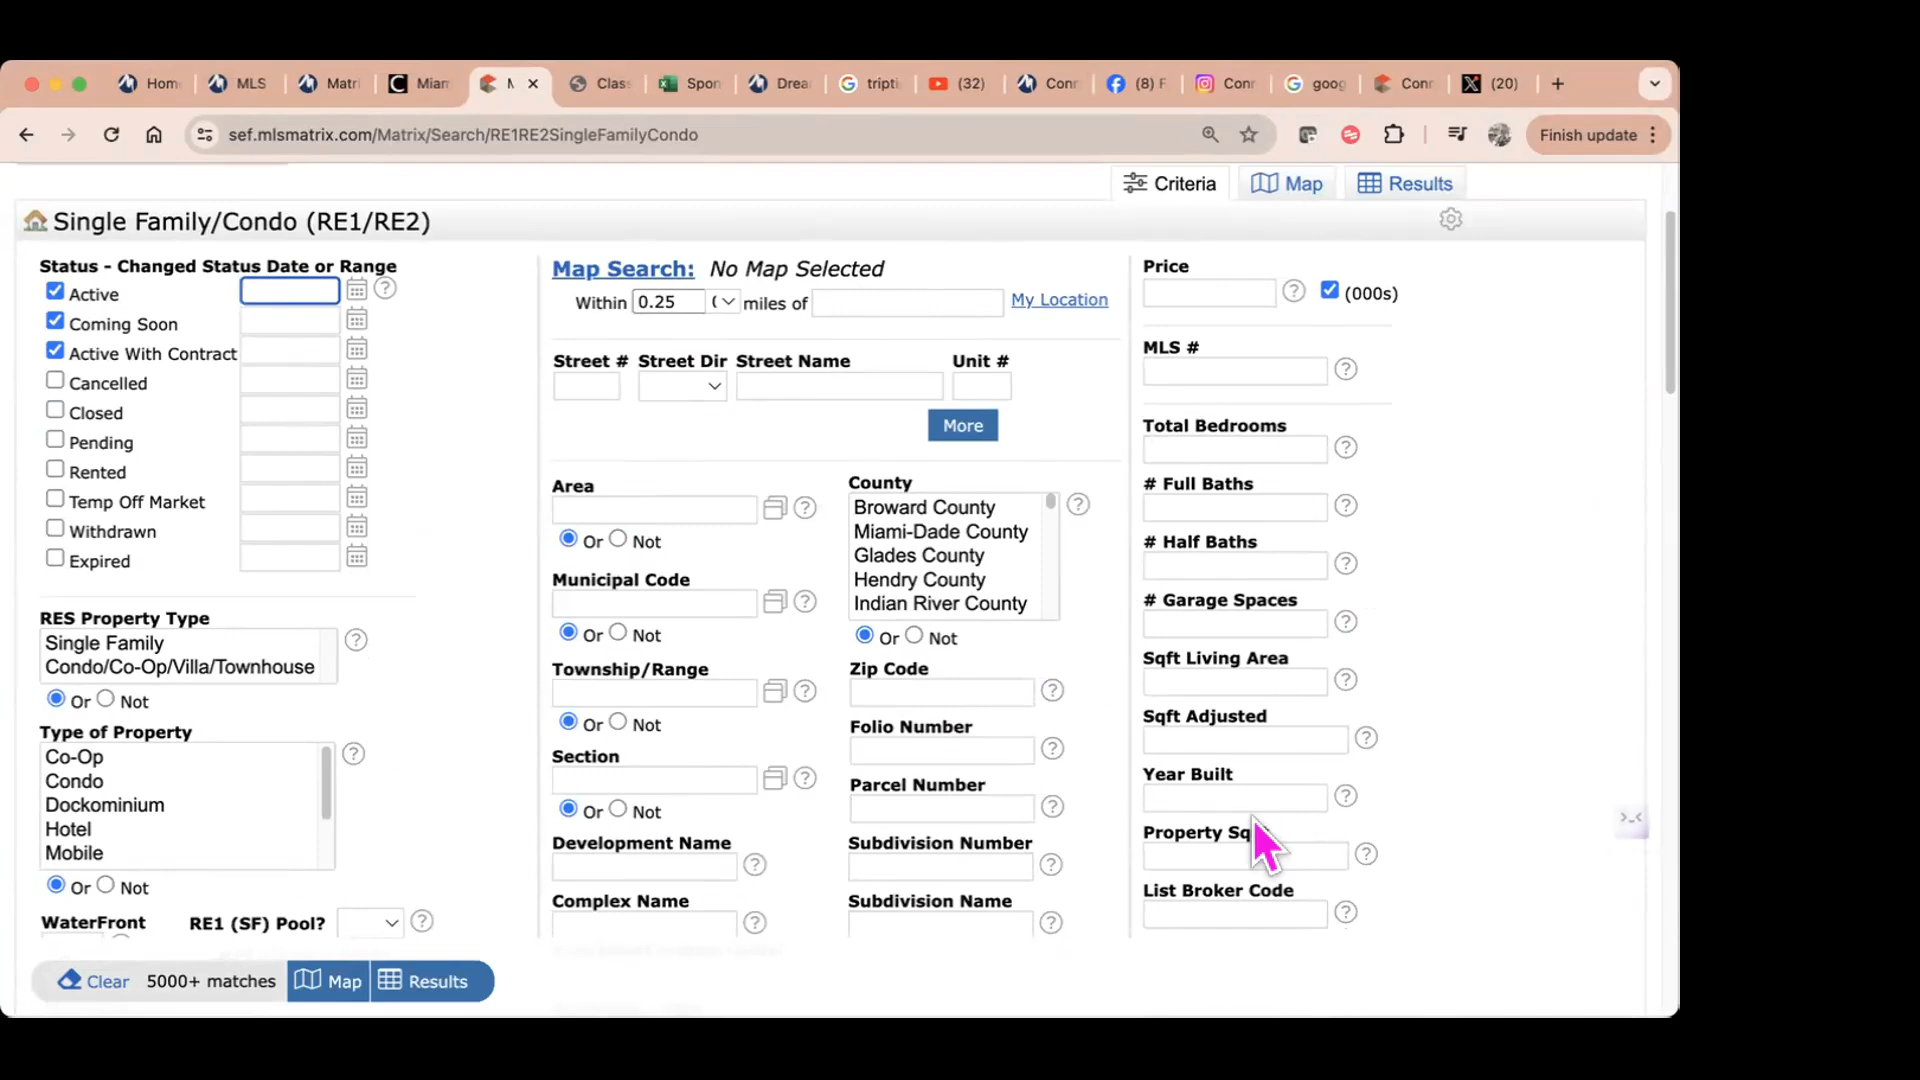 Hom
MLS
Matri
Miam
M
Class
Spon
Drea
tripti
(32)
Conn
(8) F
Conn
goog
Conn
(20)
sef.mlsmatrix.com/Matrix/Search/RE1RE2SingleFamilyCondo
Finish update
Criteria
Map
Results
Single Family/Condo (RE1/RE2)
Status - Changed Status Date or Range
Active
Coming Soon
Active With Contract
Cancelled
Closed
Pending
Rented
Temp Off Market
Withdrawn
Expired
RES Property Type
Single Family
Condo/Co-Op/Villa/Townhouse
Or Not
Type of Property
Co-Op
Condo
Dockominium
Hotel
Mobile
Or Not
WaterFront RE1 (SF) Pool?
Map Search: No Map Selected
Within 0.25 ( miles of My Location
Street # Street Dir Street Name Unit #
More
Area
Or Not
Municipal Code
Or Not
Township/Range
Or Not
Section
Or Not
Development Name
Complex Name
County
Broward County
Miami-Dade County
Glades County
Hendry County
Indian River County
Or Not
Zip Code
Folio Number
Parcel Number
Subdivision Number
Subdivision Name
Price
(000s)
MLS #
Total Bedrooms
# Full Baths
# Half Baths
# Garage Spaces
Sqft Living Area
Sqft Adjusted
Year Built
Property Sq
List Broker Code
Clear 5000+ matches Map Results